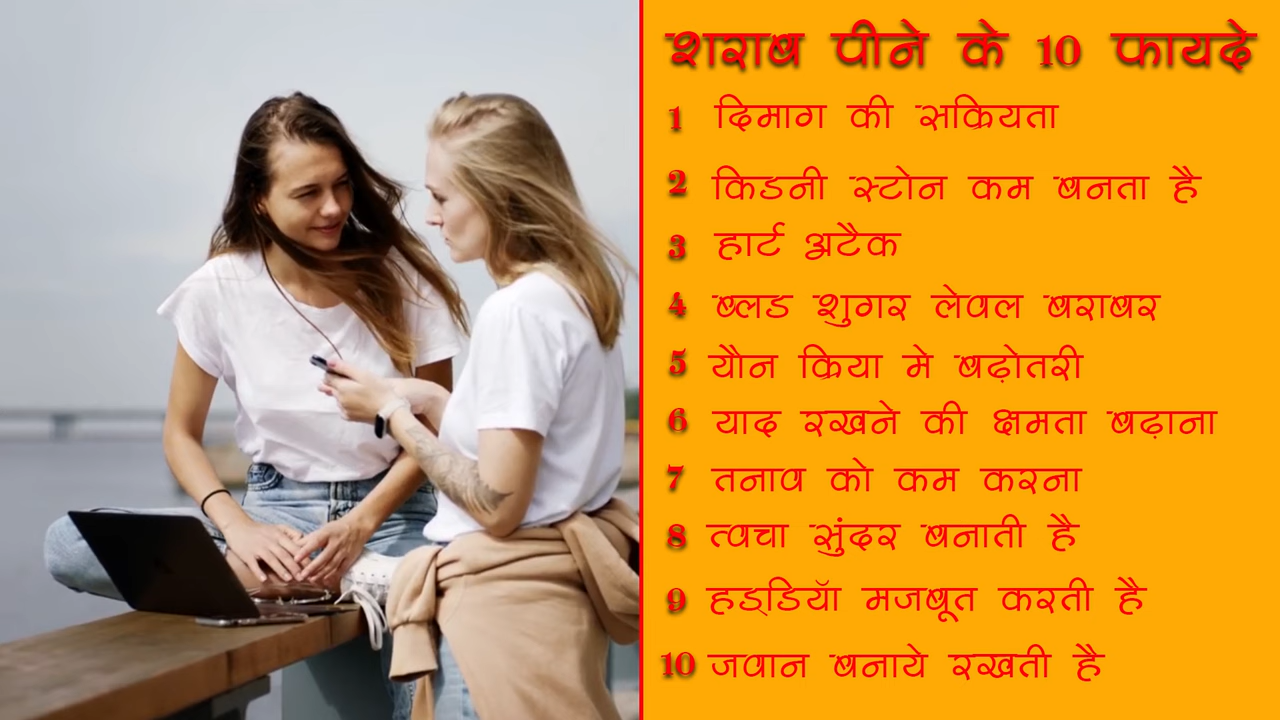 शराब पीने के 10 फायदे
1 दिमाग की सक्रियता
2 किडनी स्टोन कम बनता है
3 हार्ट अटैक
4 ब्लड शुगर लेवल बराबर
5 यौन क्रिया मे बढ़ोतरी
6 याद रखने की क्षमता बढ़ाना
7 तनाव को कम करना
8 त्वचा सुंदर बनाती है
9 हड्डियॉ मजबूत करती है
10 जवान बनाये रखती है